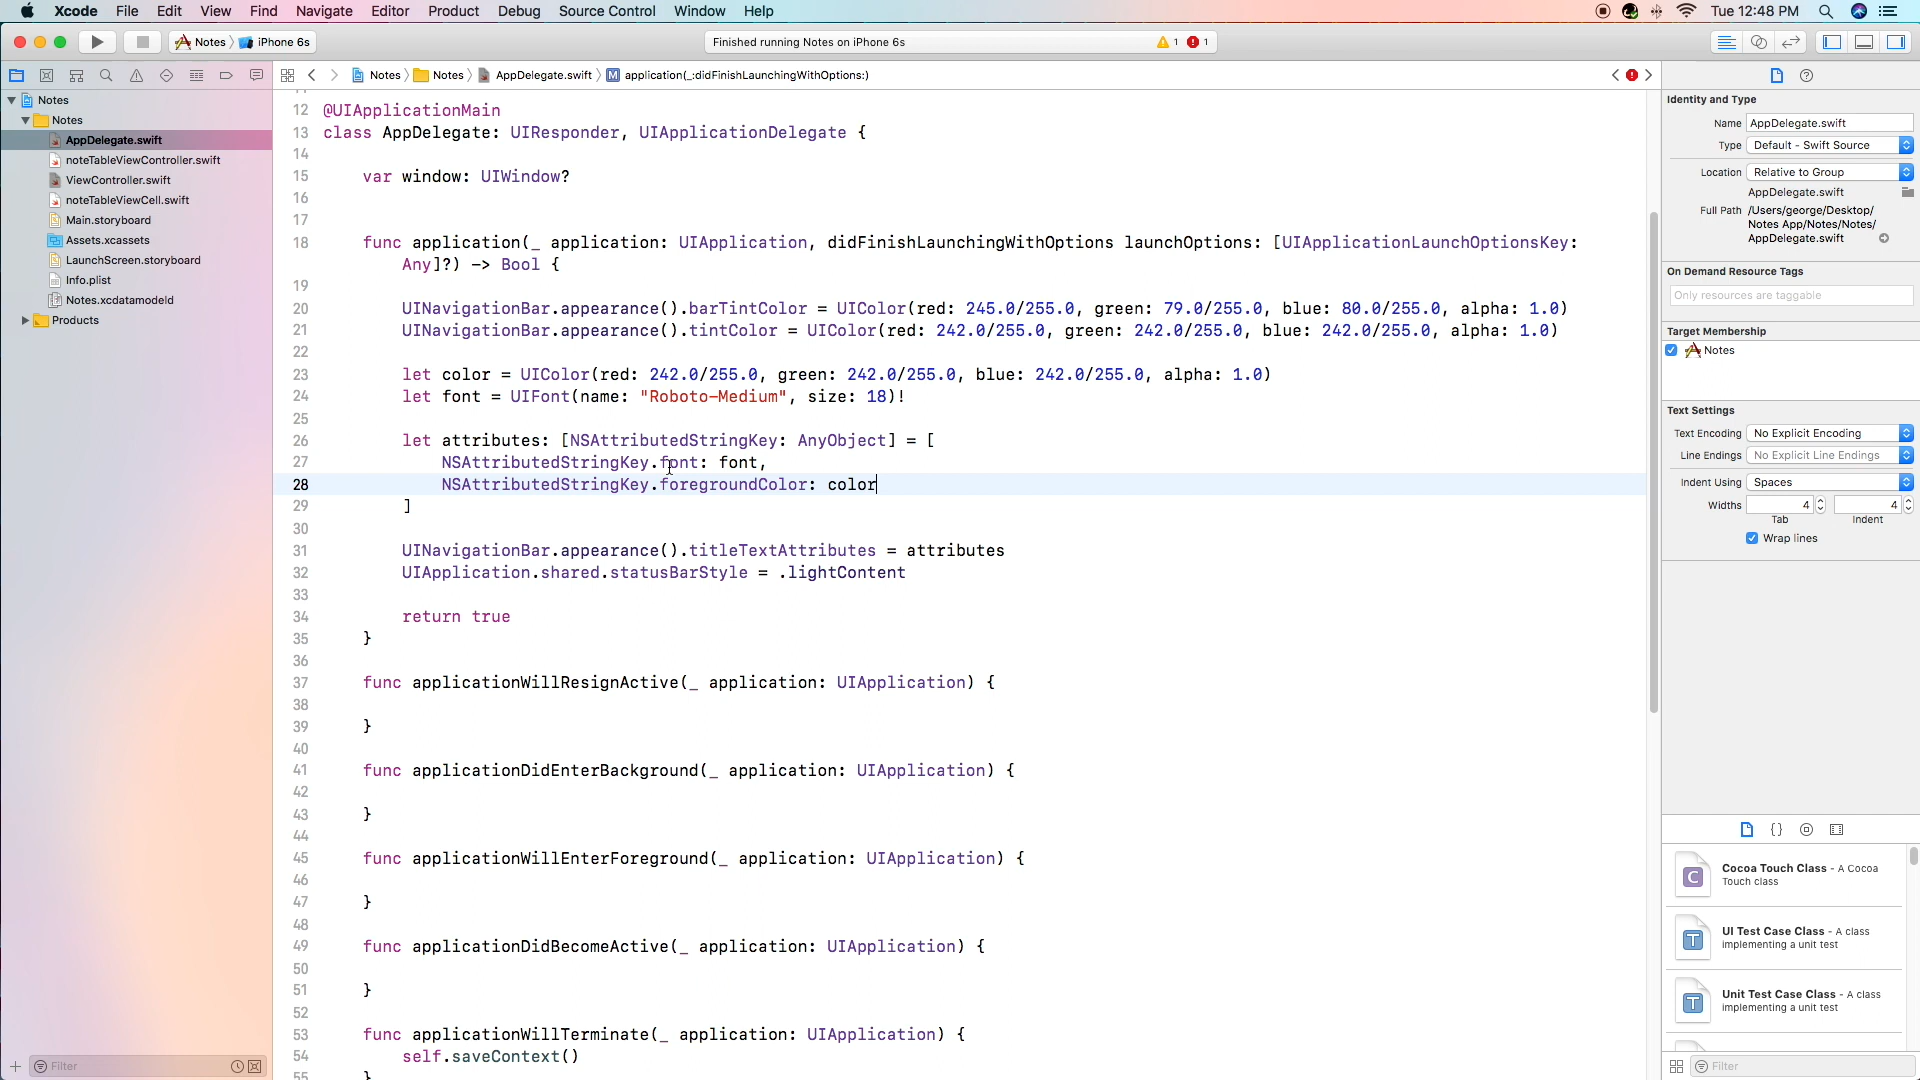 Xcode File Edit View Find Navigate Editor Product Debug Source Control Window Help Tue 12:48 PM
Notes iPhone 6s Finished running Notes on iPhone 6s 1 1
Notes Notes AppDelegate.swift M application(_:didFinishLaunchingWithOptions:)
Notes
Notes
AppDelegate.swift
noteTableViewController.swift
ViewController.swift
noteTableViewCell.swift
Main.storyboard
Assets.xcassets
LaunchScreen.storyboard
Info.plist
Notes.xcdatamodeld
Products
Filter
12 @UIApplicationMain
13 class AppDelegate: UIResponder, UIApplicationDelegate {
14
15 var window: UIWindow?
16
17
18 func application(_ application: UIApplication, didFinishLaunchingWithOptions launchOptions: [UIApplicationLaunchOptionsKey:
Any]?) -> Bool {
19
20 UINavigationBar.appearance().barTintColor = UIColor(red: 245.0/255.0, green: 79.0/255.0, blue: 80.0/255.0, alpha: 1.0)
21 UINavigationBar.appearance().tintColor = UIColor(red: 242.0/255.0, green: 242.0/255.0, blue: 242.0/255.0, alpha: 1.0)
22
23 let color = UIColor(red: 242.0/255.0, green: 242.0/255.0, blue: 242.0/255.0, alpha: 1.0)
24 let font = UIFont(name: "Roboto-Medium", size: 18)!
25
26 let attributes: [NSAttributedStringKey: AnyObject] = [
27 NSAttributedStringKey.font: font,
28 NSAttributedStringKey.foregroundColor: color
29 ]
30
31 UINavigationBar.appearance().titleTextAttributes = attributes
32 UIApplication.shared.statusBarStyle = .lightContent
33
34 return true
35 }
36
37 func applicationWillResignActive(_ application: UIApplication) {
38
39 }
40
41 func applicationDidEnterBackground(_ application: UIApplication) {
42
43 }
44
45 func applicationWillEnterForeground(_ application: UIApplication) {
46
47 }
48
49 func applicationDidBecomeActive(_ application: UIApplication) {
50
51 }
52
53 func applicationWillTerminate(_ application: UIApplication) {
54 self.saveContext()
55 }
Identity and Type
Name AppDelegate.swift
Type Default - Swift Source
Location Relative to Group
AppDelegate.swift
Full Path /Users/george/Desktop/
Notes App/Notes/Notes/
AppDelegate.swift
On Demand Resource Tags
Only resources are taggable
Target Membership
Notes
Text Settings
Text Encoding No Explicit Encoding
Line Endings No Explicit Line Endings
Indent Using Spaces
Widths 4 4
Tab Indent
Wrap lines
{}
C Cocoa Touch Class - A Cocoa
Touch class
T UI Test Case Class - A class
implementing a unit test
T Unit Test Case Class - A class
implementing a unit test
Filter